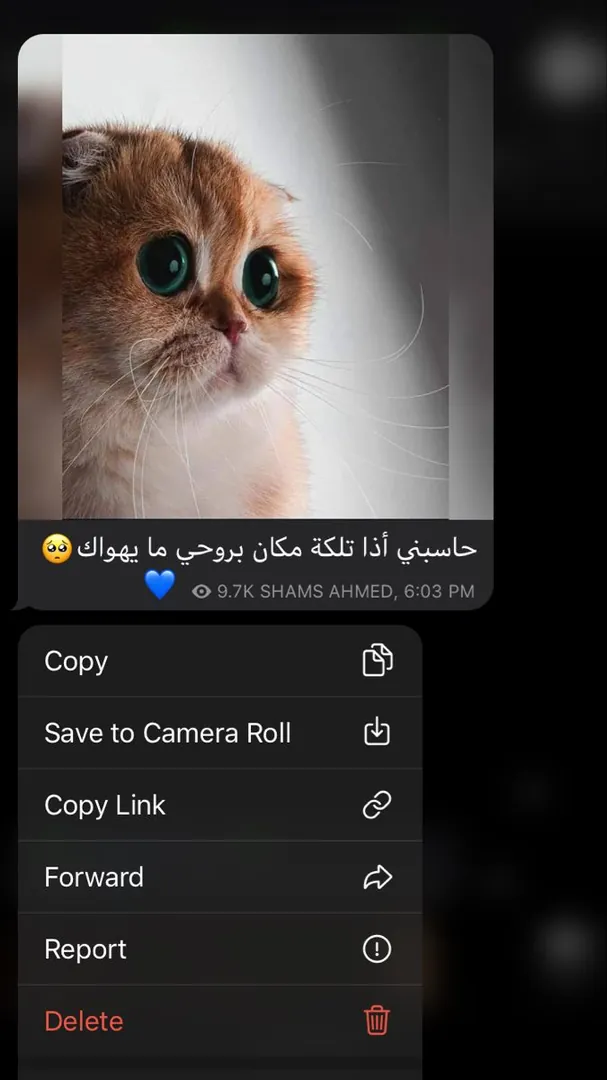 حاسبني أذا تلكة مكان بروحي ما يهواك🥺
💙 9.7K SHAMS AHMED, 6:03 PM
Copy
Save to Camera Roll
Copy Link
Forward
Report
Delete